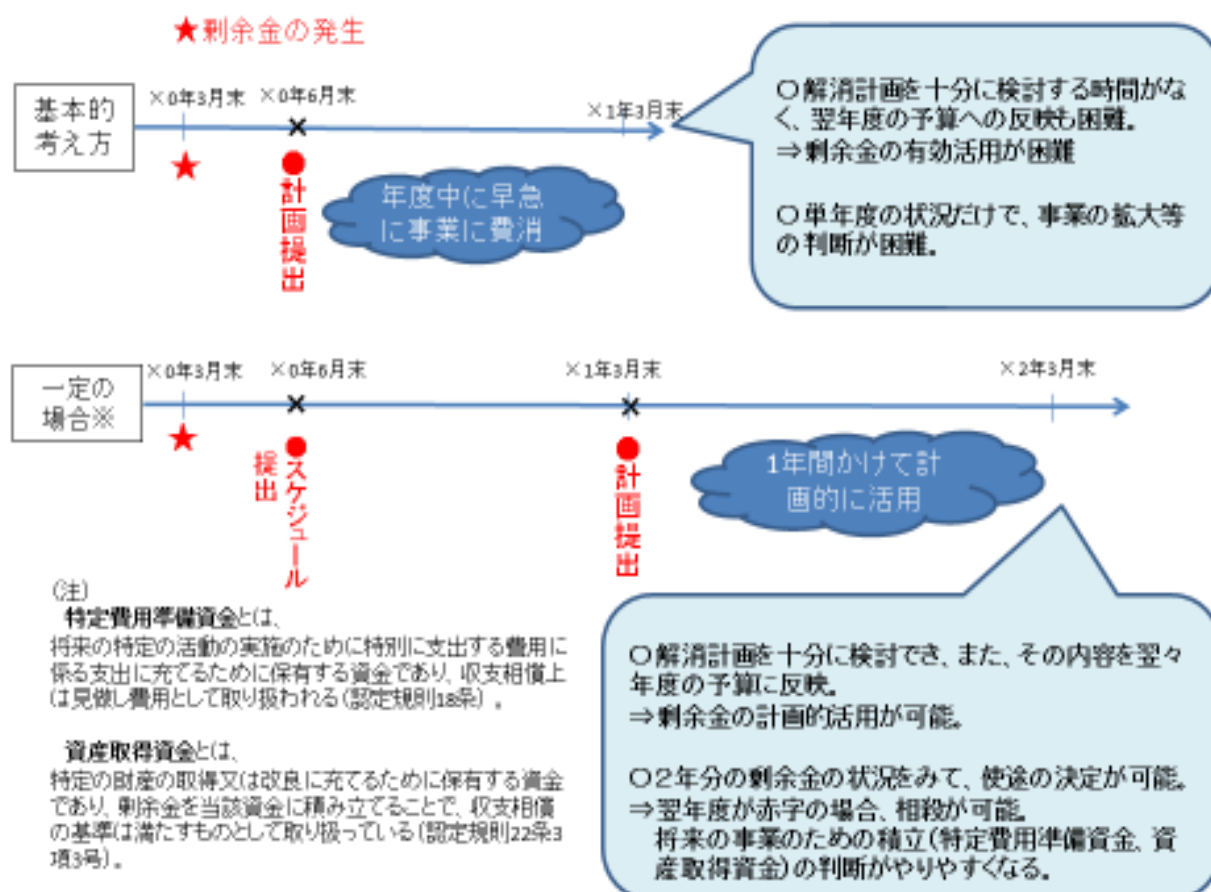 ★剰余金の発生
基本的
考え方
×0年3月末
×0年6月末
×1年3月末
★
●計画提出
年度中に早急
に事業に費消
○解消計画を十分に検討する時間がな
く、翌年度の予算への反映も困難。
⇒剰余金の有効活用が困難
○単年度の状況だけで、事業の拡大等
の判断が困難。
一定の
場合※
×0年3月末
×0年6月末
×1年3月末
×2年3月末
★
●スケジュール
提出
●計画提出
1年間かけて計
画的に活用
(注)
特定費用準備資金とは、
将来の特定の活動の実施のために特別に支出する費用に
係る支出に充てるために保有する資金であり、収支相償上
は見做し費用として取り扱われる(認定規則18条)。
資産取得資金とは、
特定の財産の取得又は改良に充てるために保有する資金
であり、剰余金を当該資金に積み立てることで、収支相償
の基準は満たすものとして取り扱っている(認定規則22条3
項3号)。
○解消計画を十分に検討でき、また、その内容を翌々
年度の予算に反映。
⇒剰余金の計画的活用が可能。
○2年分の剰余金の状況をみて、使途の決定が可能。
⇒翌年度が赤字の場合、相殺が可能。
将来の事業のための積立(特定費用準備資金、資
産取得資金)の判断がやりやすくなる。